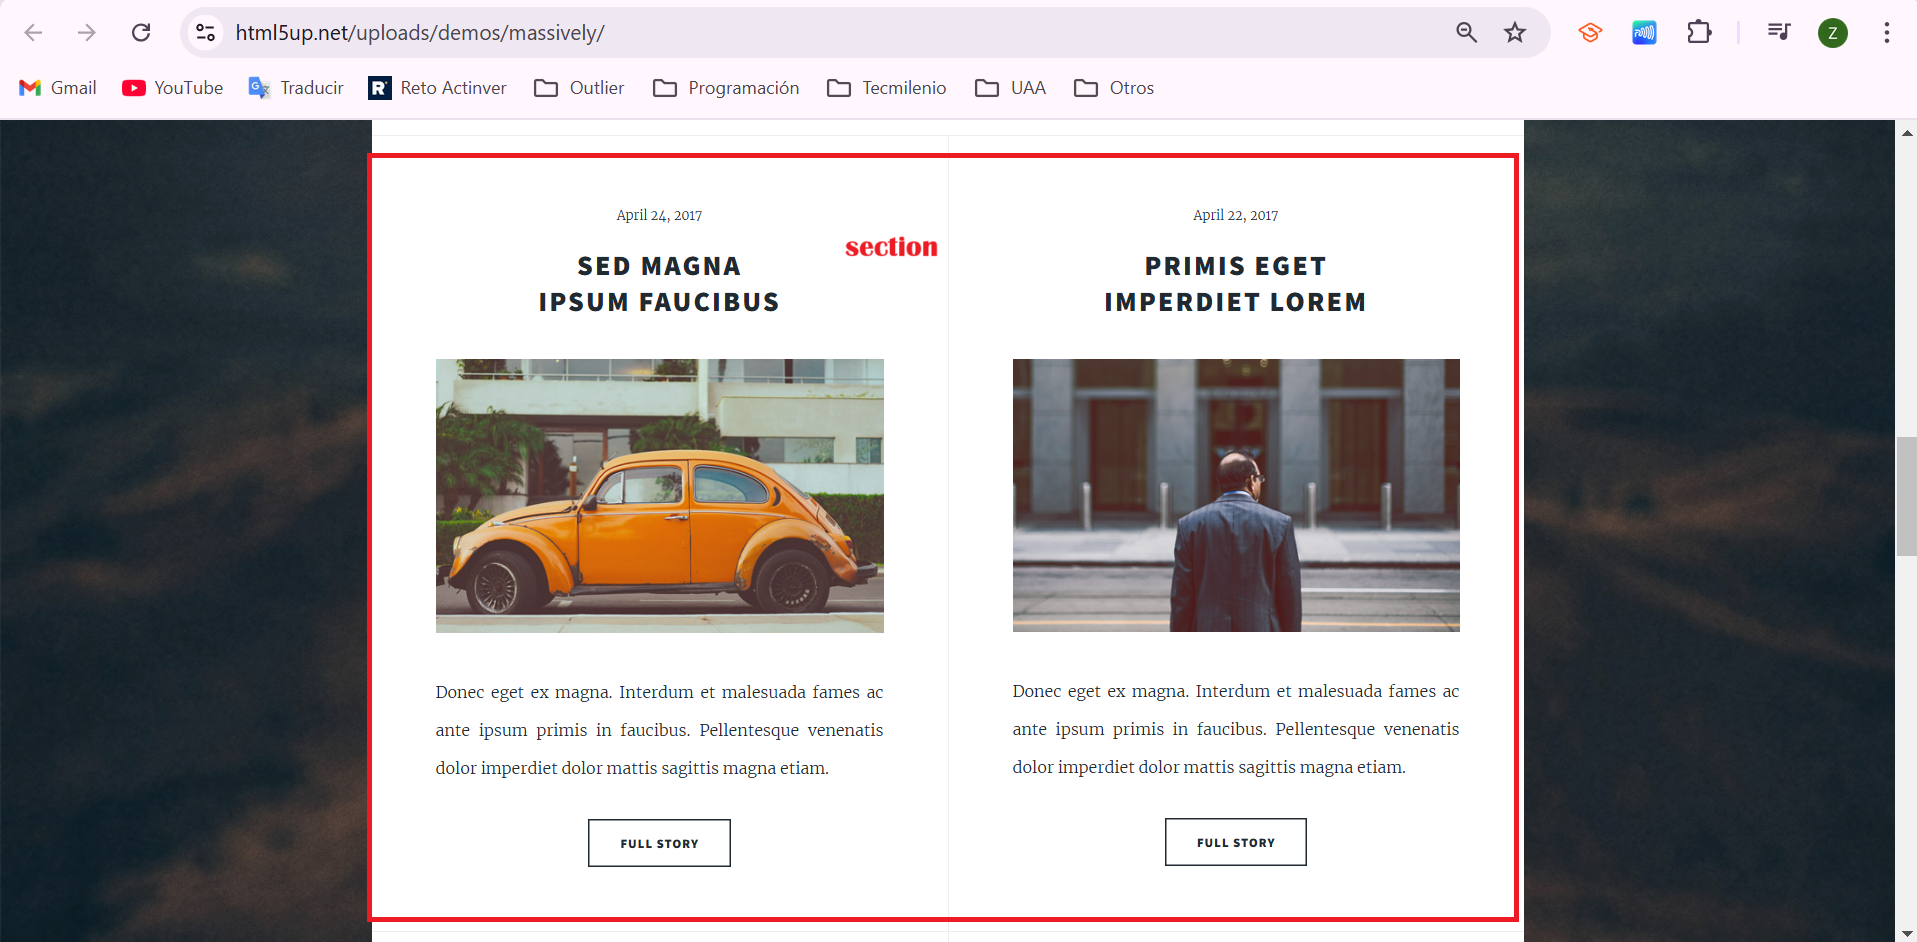 html5up.net/uploads/demos/massively/
Z
Gmail
YouTube
Traducir
Reto Actinver
Outlier
Programación
Tecmilenio
UAA
Otros
April 24, 2017
section
SED MAGNA
IPSUM FAUCIBUS
Donec eget ex magna. Interdum et malesuada fames ac
ante ipsum primis in faucibus. Pellentesque venenatis
dolor imperdiet dolor mattis sagittis magna etiam.
FULL STORY
April 22, 2017
PRIMIS EGET
IMPERDIET LOREM
Donec eget ex magna. Interdum et malesuada fames ac
ante ipsum primis in faucibus. Pellentesque venenatis
dolor imperdiet dolor mattis sagittis magna etiam.
FULL STORY